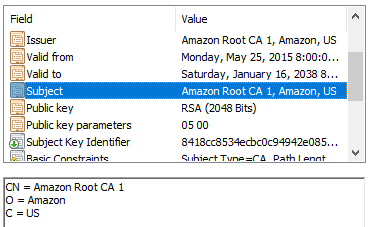 Field Value
Issuer Amazon Root CA 1, Amazon, US
Valid from Monday, May 25, 2015 8:00:0...
Valid to Saturday, January 16, 2038 8...
Subject Amazon Root CA 1, Amazon, US
Public key RSA (2048 Bits)
Public key parameters 05 00
Subject Key Identifier 8418cc8534ecbc0c94942e085...
Basic Constraints Subject Type=CA, Path Lengt...
CN = Amazon Root CA 1
O = Amazon
C = US